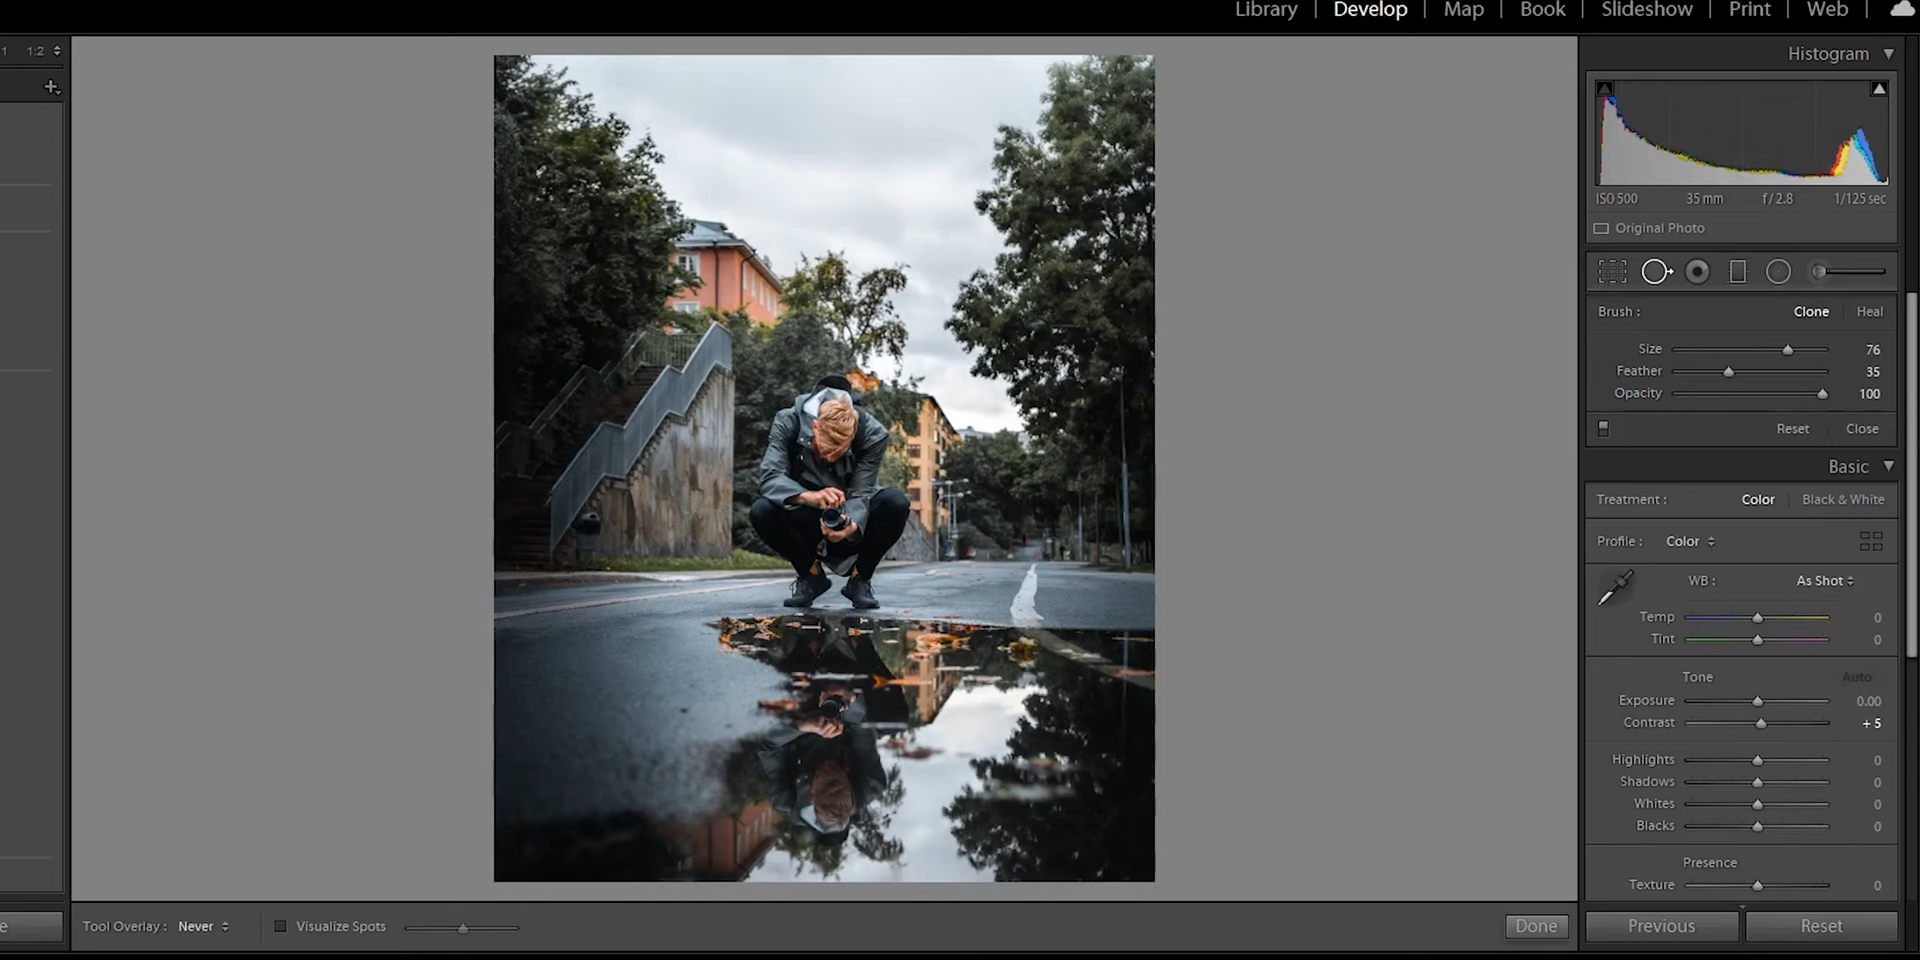 Library | Develop | Map | Book | Slideshow | Print | Web |
1 1:2
Histogram
ISO 500 35 mm f / 2.8 1/125 sec
Original Photo
Brush : Clone | Heal
Size 76
Feather 35
Opacity 100
Reset Close
Basic
Treatment : Color | Black & White
Profile : Color
WB : As Shot
Temp 0
Tint 0
Tone Auto
Exposure 0.00
Contrast + 5
Highlights 0
Shadows 0
Whites 0
Blacks 0
Presence
Texture 0
e Tool Overlay : Never Visualize Spots Done Previous Reset